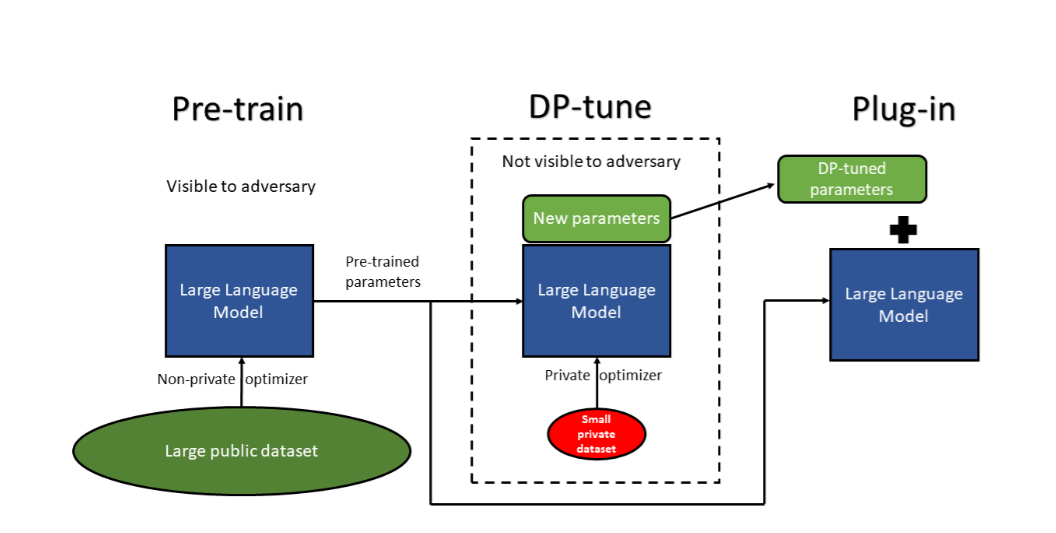 Pre-train
DP-tune
Plug-in
Visible to adversary
Not visible to adversary
New parameters
DP-tuned
parameters
Pre-trained
parameters
Large Language
Model
Large Language
Model
Large Language
Model
Non-private optimizer
Private optimizer
Large public dataset
Small
private
dataset